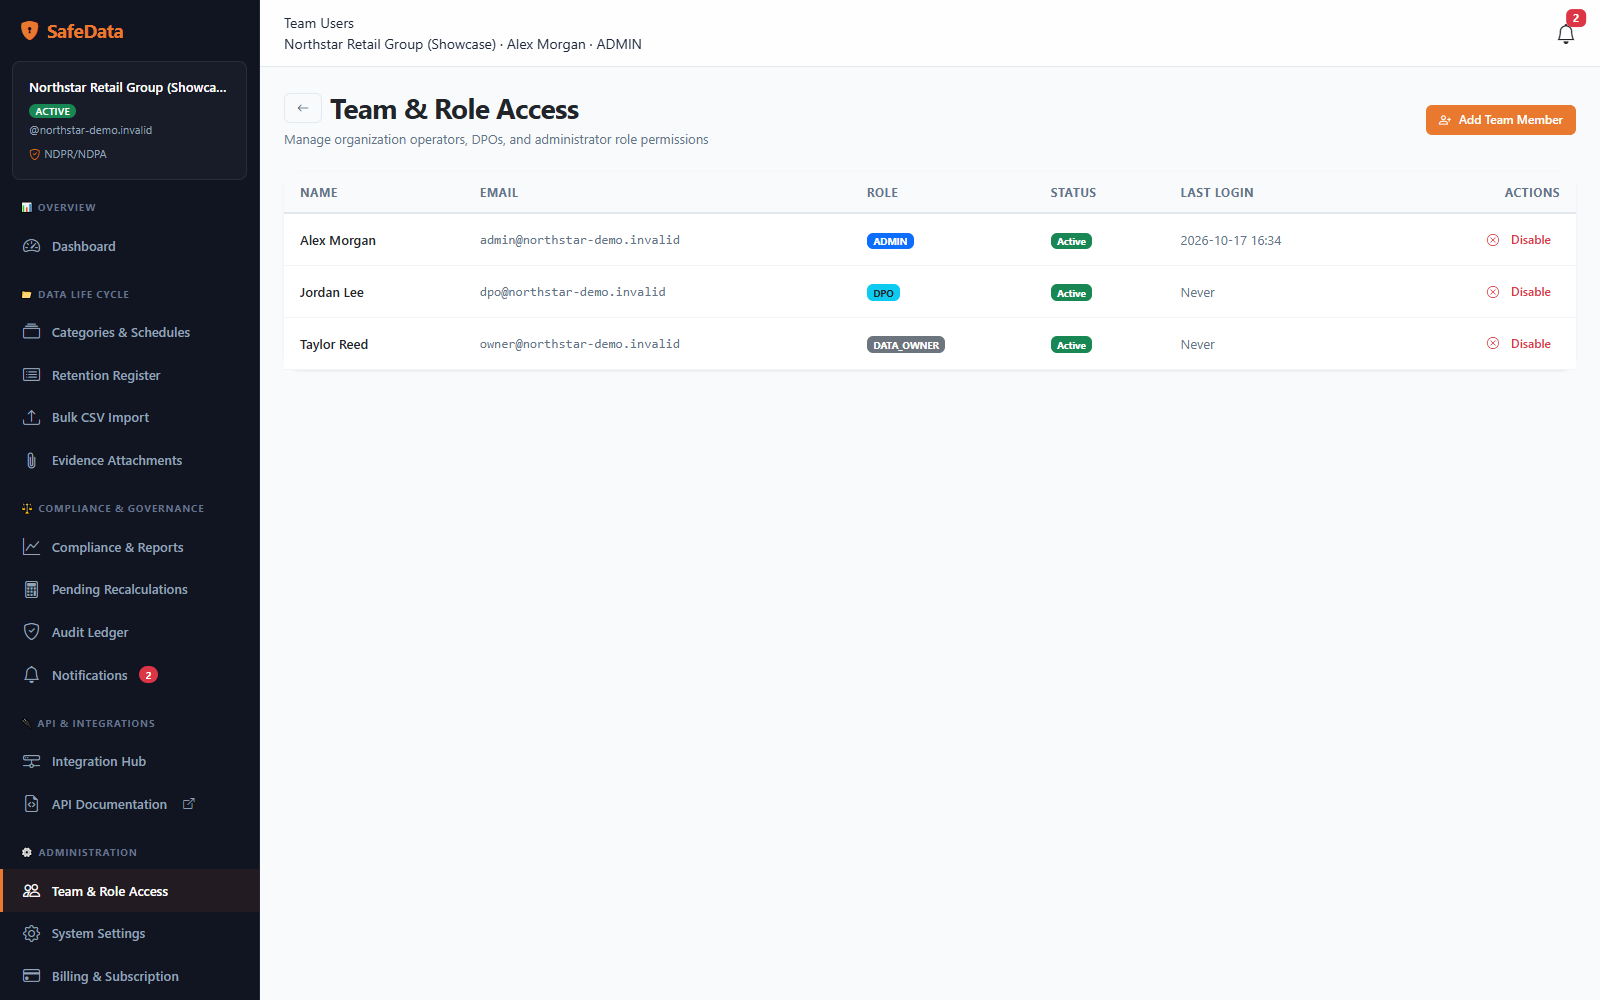 SafeData
Northstar Retail Group (Showca...
ACTIVE
@northstar-demo.invalid
NDPR/NDPA
OVERVIEW
Dashboard
DATA LIFE CYCLE
Categories & Schedules
Retention Register
Bulk CSV Import
Evidence Attachments
COMPLIANCE & GOVERNANCE
Compliance & Reports
Pending Recalculations
Audit Ledger
Notifications 2
API & INTEGRATIONS
Integration Hub
API Documentation
ADMINISTRATION
Team & Role Access
System Settings
Billing & Subscription
Team Users
Northstar Retail Group (Showcase) · Alex Morgan · ADMIN
2
Team & Role Access
Manage organization operators, DPOs, and administrator role permissions
Add Team Member
NAME EMAIL ROLE STATUS LAST LOGIN ACTIONS
Alex Morgan admin@northstar-demo.invalid ADMIN Active 2026-10-17 16:34 Disable
Jordan Lee dpo@northstar-demo.invalid DPO Active Never Disable
Taylor Reed owner@northstar-demo.invalid DATA_OWNER Active Never Disable